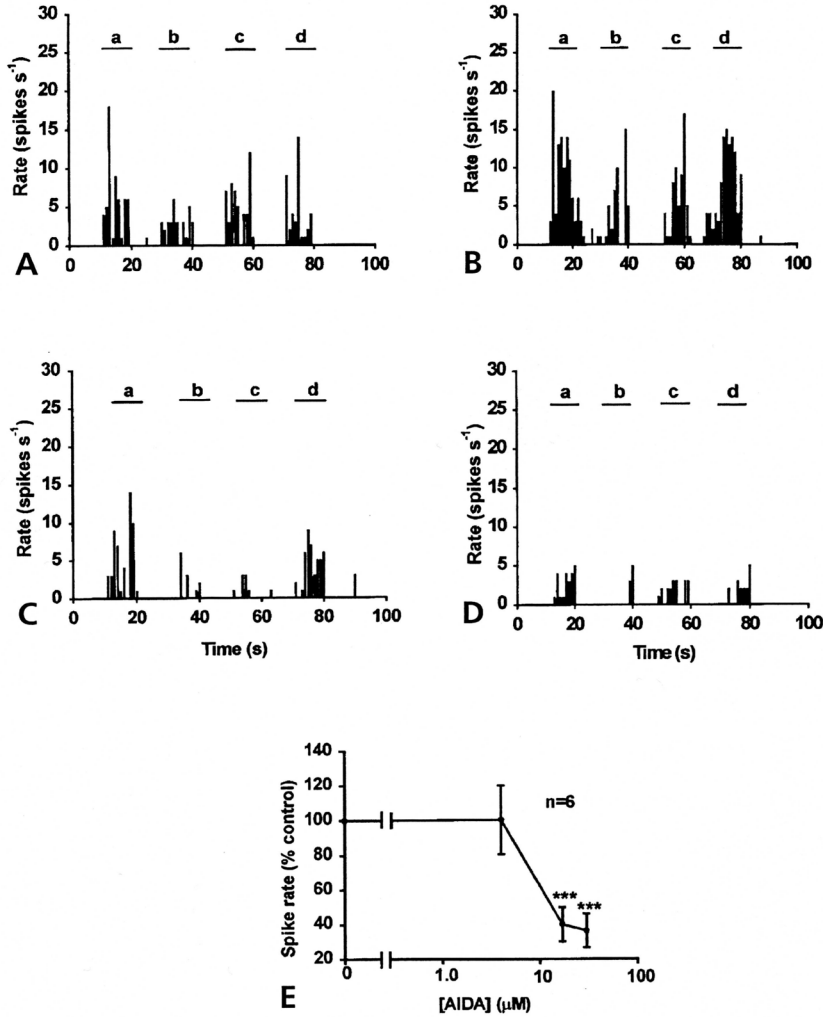 30
25
20
15
10
5
0
Rate (spikes s⁻¹)
a b c d
0 20 40 60 80 100
A
30
25
20
15
10
5
0
Rate (spikes s⁻¹)
a b c d
0 20 40 60 80 100
B
30
25
20
15
10
5
0
Rate (spikes s⁻¹)
a b c d
0 20 40 60 80 100
C
Time (s)
30
25
20
15
10
5
0
Rate (spikes s⁻¹)
a b c d
0 20 40 60 80 100
D
Time (s)
140
120
100
80
60
40
20
Spike rate (% control)
n=6
*** ***
0 1.0 10 100
E
[AIDA] (µM)